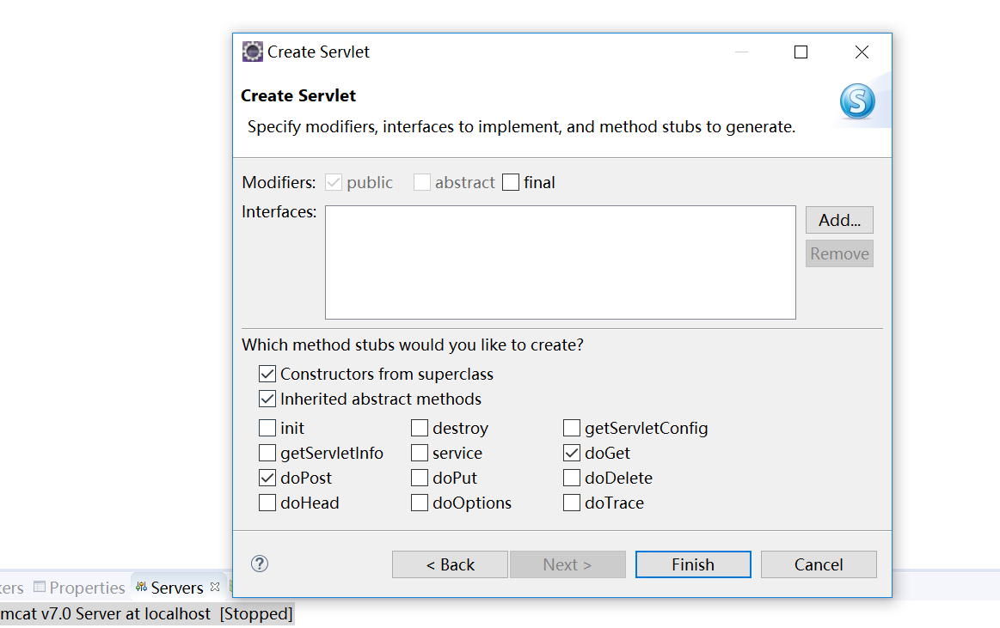 Create Servlet
Create Servlet
Specify modifiers, interfaces to implement, and method stubs to generate.
Modifiers: public abstract final
Interfaces:
Add...
Remove
Which method stubs would you like to create?
Constructors from superclass
Inherited abstract methods
init destroy getServletConfig
getServletInfo service doGet
doPost doPut doDelete
doHead doOptions doTrace
< Back Next > Finish Cancel
kers Properties Servers
mcat v7.0 Server at localhost [Stopped]